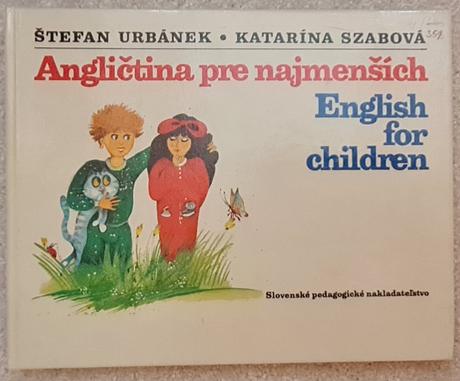 ŠTEFAN URBÁNEK • KATARÍNA SZABOVÁ
Angličtina pre najmenších
English
for
children
Slovenské pedagogické nakladateľstvo